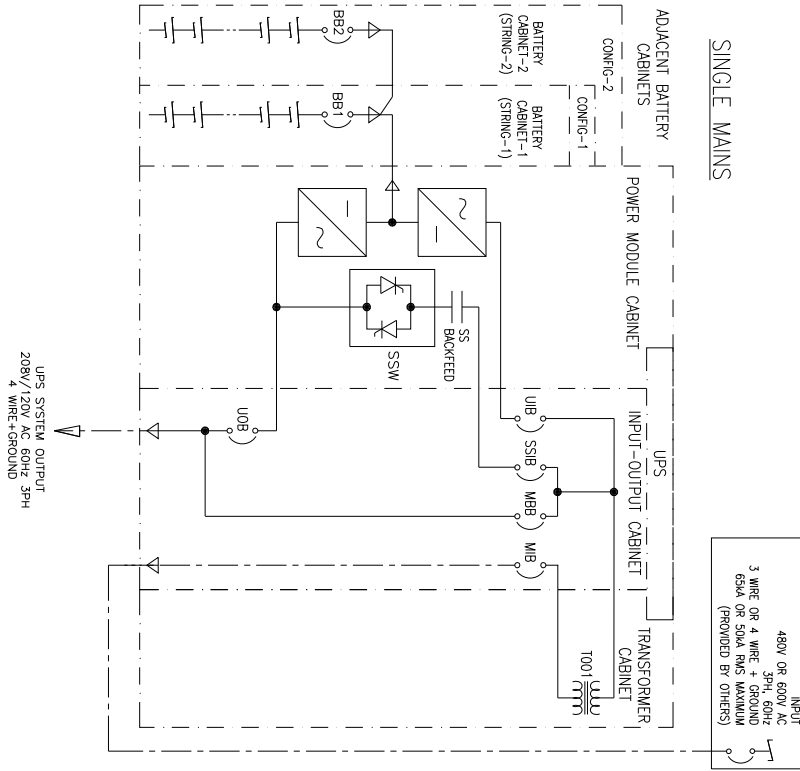 SINGLE MAINS
ADJACENT BATTERY
CABINETS
CONFIG-2
CONFIG-1
BATTERY
CABINET-2
(STRING-2)
BATTERY
CABINET-1
(STRING-1)
BB2
BB1
POWER MODULE CABINET
SS
BACKFEED
SSW
UPS
INPUT-OUTPUT CABINET
UIB
SSIB
MBB
MIB
UOB
TRANSFORMER
CABINET
T001
INPUT
480V OR 600V AC
3PH, 60Hz
3 WIRE OR 4 WIRE + GROUND
65kA OR 50kA RMS MAXIMUM
(PROVIDED BY OTHERS)
UPS SYSTEM OUTPUT
208V/120V AC 60Hz 3PH
4 WIRE+GROUND